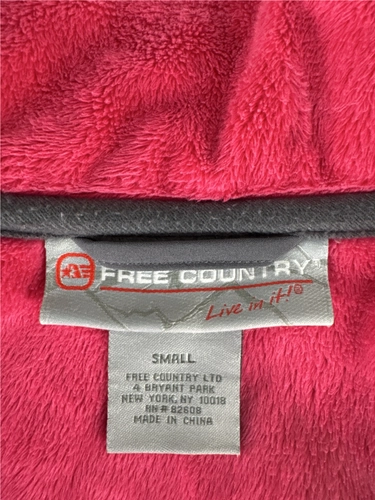 FREE COUNTRY®
Live in it!®
SMALL
FREE COUNTRY LTD
4 BRYANT PARK
NEW YORK, NY 10018
RN # 82608
MADE IN CHINA